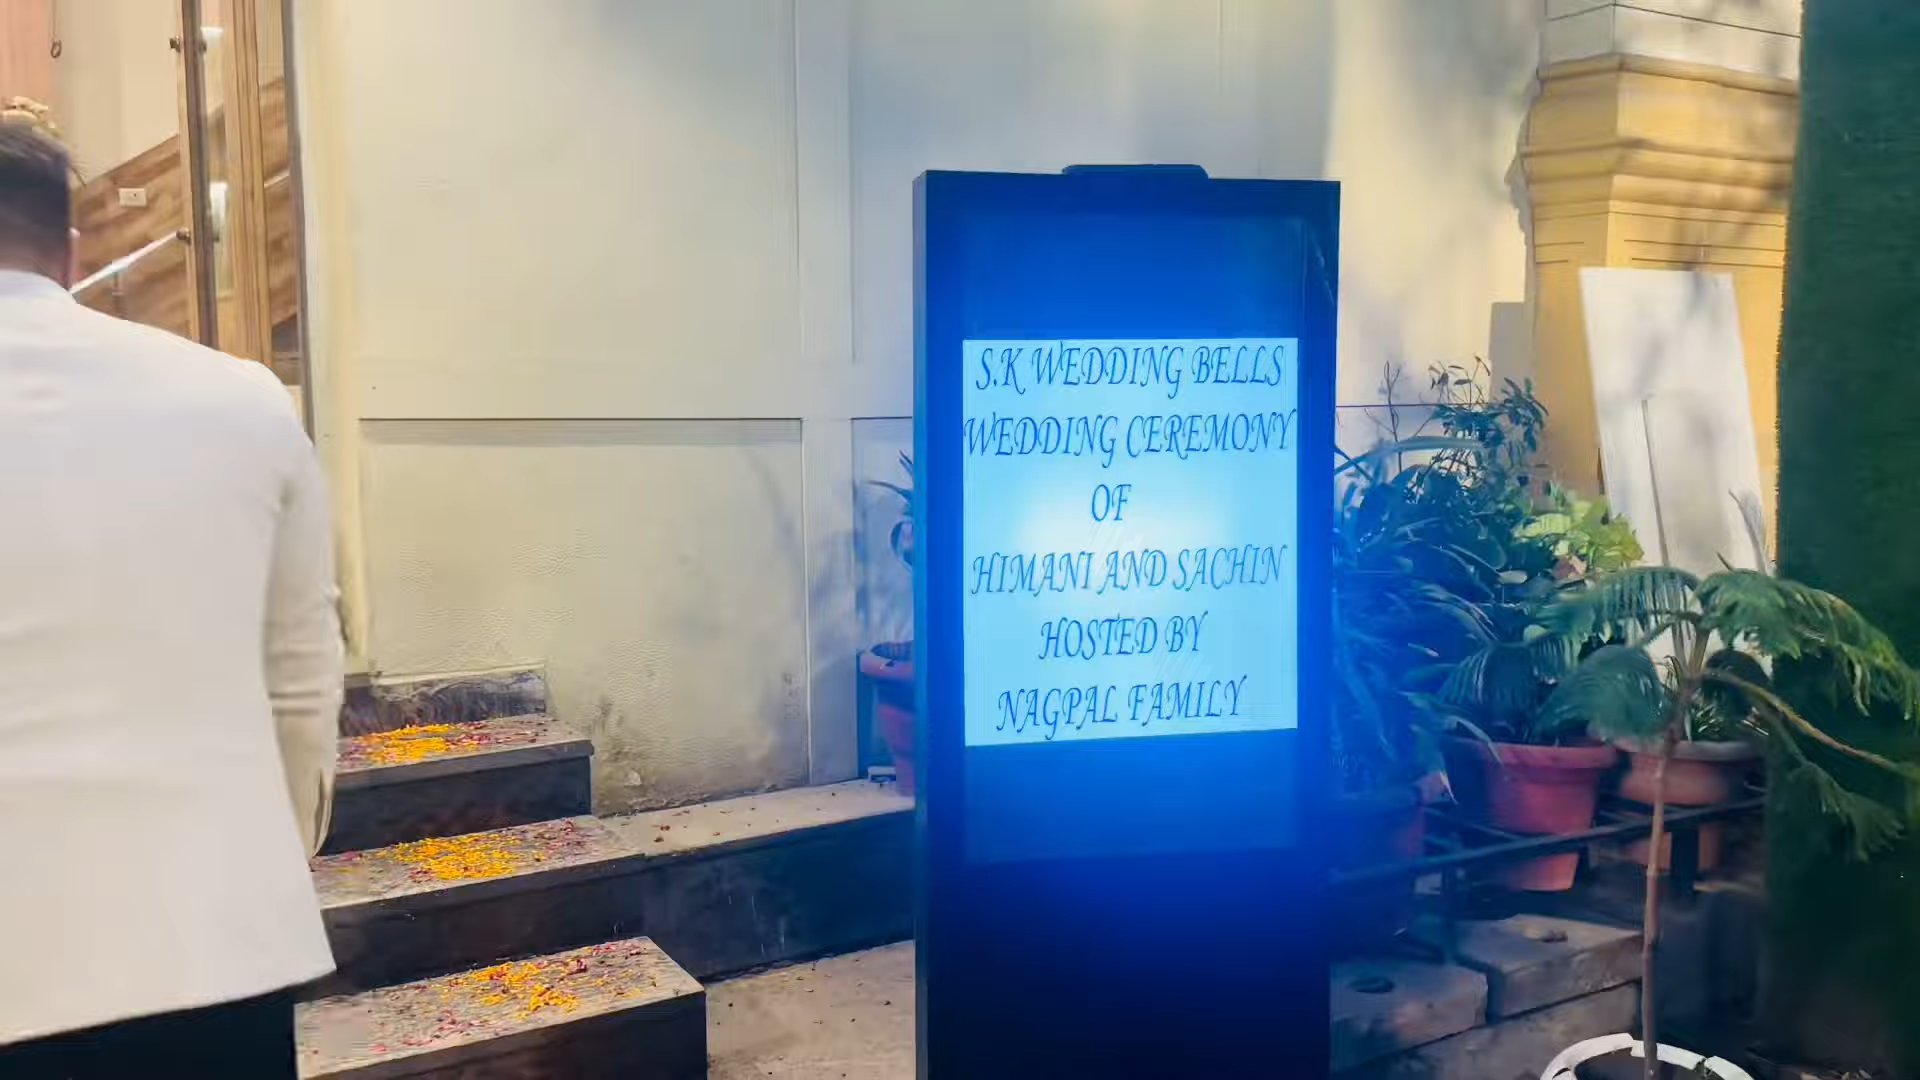 S.K WEDDING BELLS
WEDDING CEREMONY
OF
HIMANI AND SACHIN
HOSTED BY
NAGPAL FAMILY